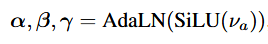 α, β, γ = AdaLN(SiLU(ν_a))